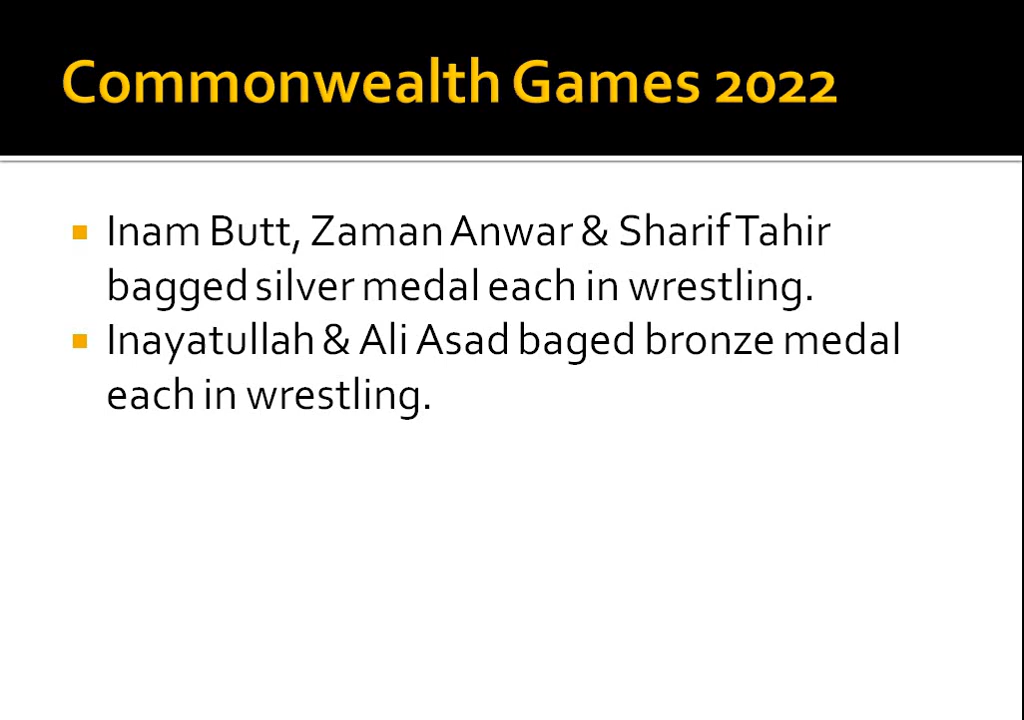 Commonwealth Games 2022
Inam Butt, Zaman Anwar & Sharif Tahir
bagged silver medal each in wrestling.
Inayatullah & Ali Asad baged bronze medal
each in wrestling.